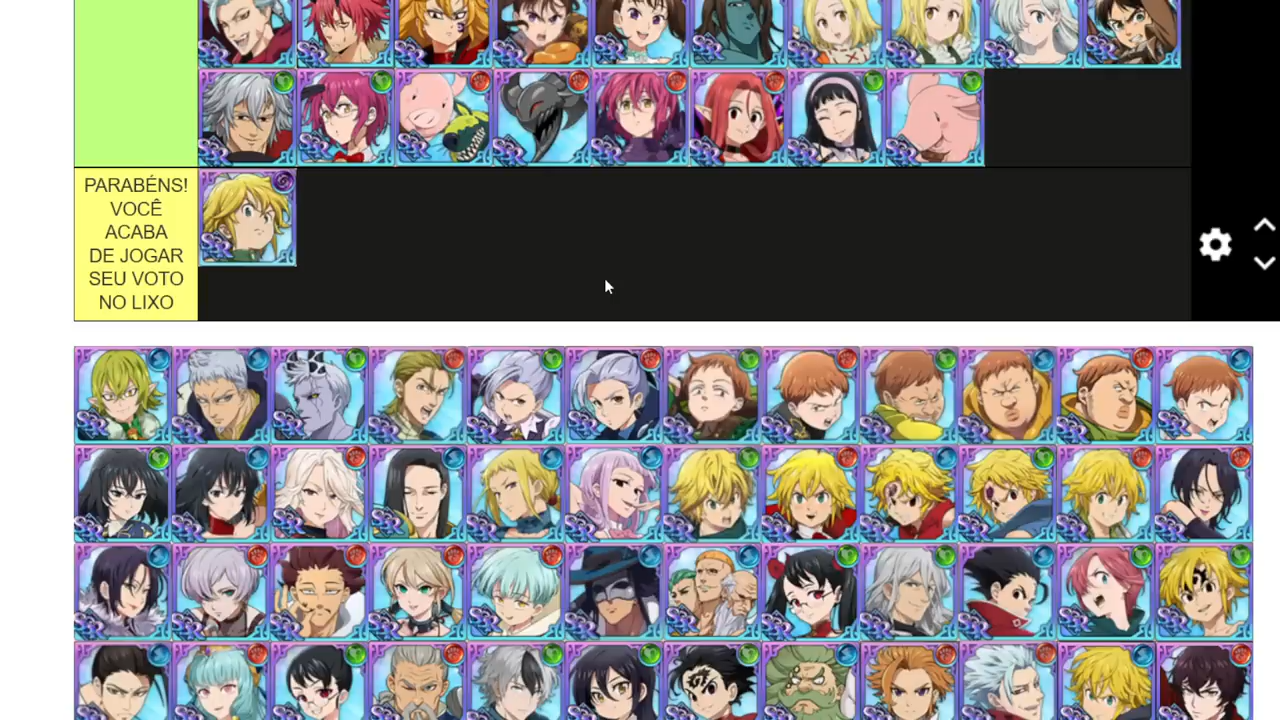 PARABÉNS!
VOCÊ
ACABA
DE JOGAR
SEU VOTO
NO LIXO